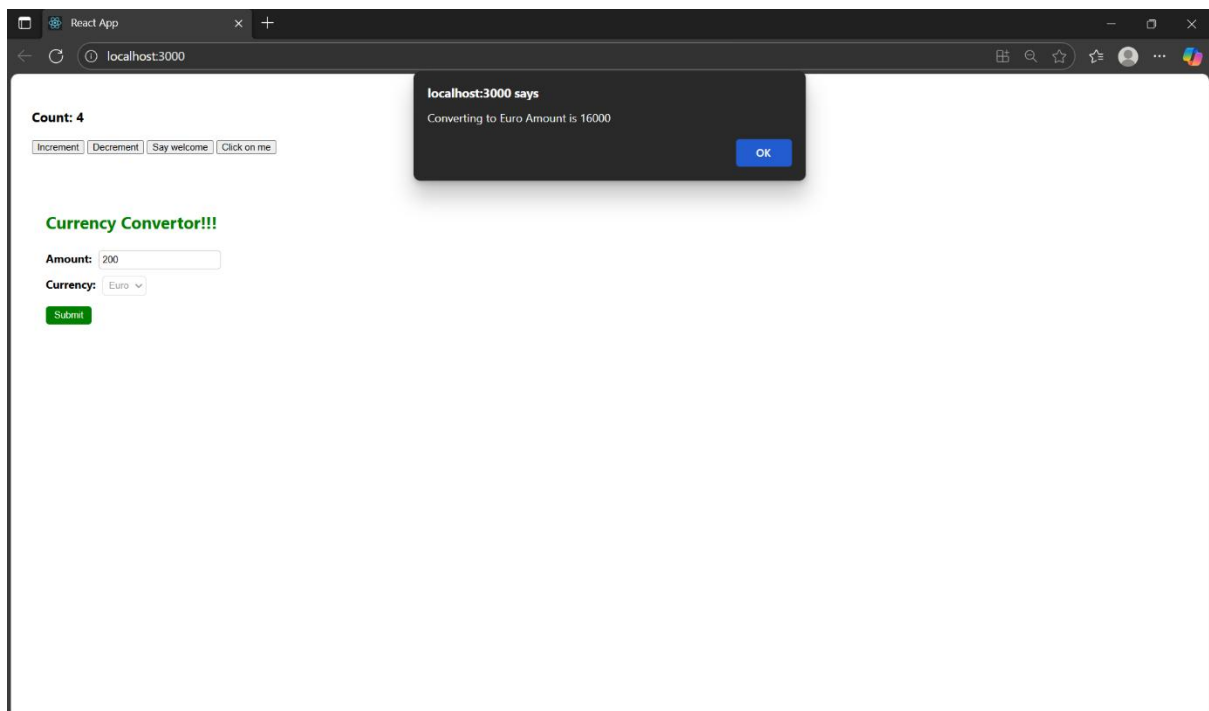 React App
localhost:3000
localhost:3000 says
Converting to Euro Amount is 16000
OK
Count: 4
Increment Decrement Say welcome Click on me
Currency Convertor!!!
Amount: 200
Currency: Euro
Submit